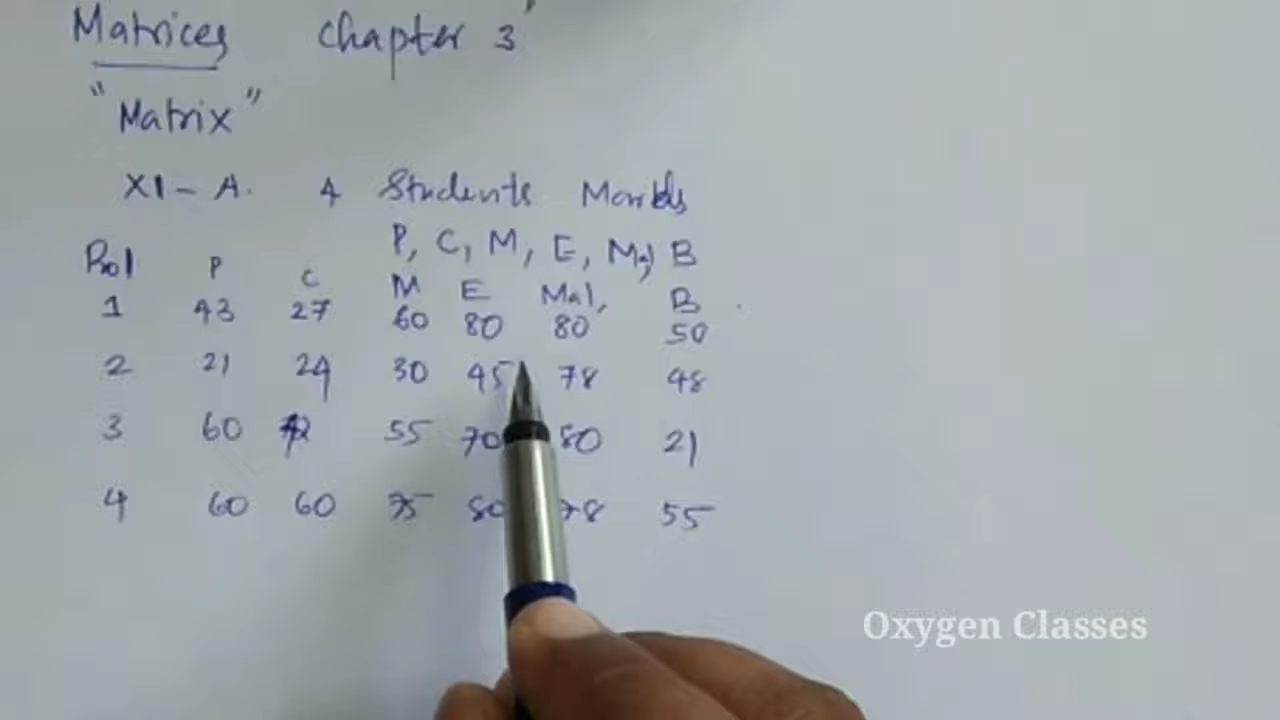 Matrices chapter 3"
"Matrix"
XI - A. 4 Students Marks
P, C, M, E, Mal, B
Rol P C M E Mal, B
1 43 27 60 80 80 50
2 21 24 30 45 78 48
3 60 55 70 80 21
4 60 60 75 80 78 55
Oxygen Classes